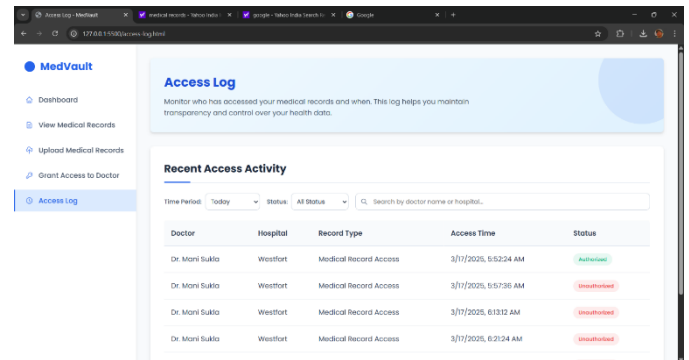 Access Log - MedVault
medical records - Yahoo India
google - Yahoo India Search Re
Google
127.0.0.1:5500/access-log.html
MedVault
Dashboard
View Medical Records
Upload Medical Records
Grant Access to Doctor
Access Log
Access Log
Monitor who has accessed your medical records and when. This log helps you maintain
transparency and control over your health data.
Recent Access Activity
Time Period: Today Status: All Status Search by doctor name or hospital...
Doctor Hospital Record Type Access Time Status
Dr. Mani Sukla Westfort Medical Record Access 3/17/2025, 5:52:24 AM Authorized
Dr. Mani Sukla Westfort Medical Record Access 3/17/2025, 5:57:36 AM Unauthorized
Dr. Mani Sukla Westfort Medical Record Access 3/17/2025, 6:13:12 AM Unauthorized
Dr. Mani Sukla Westfort Medical Record Access 3/17/2025, 6:21:24 AM Unauthorized